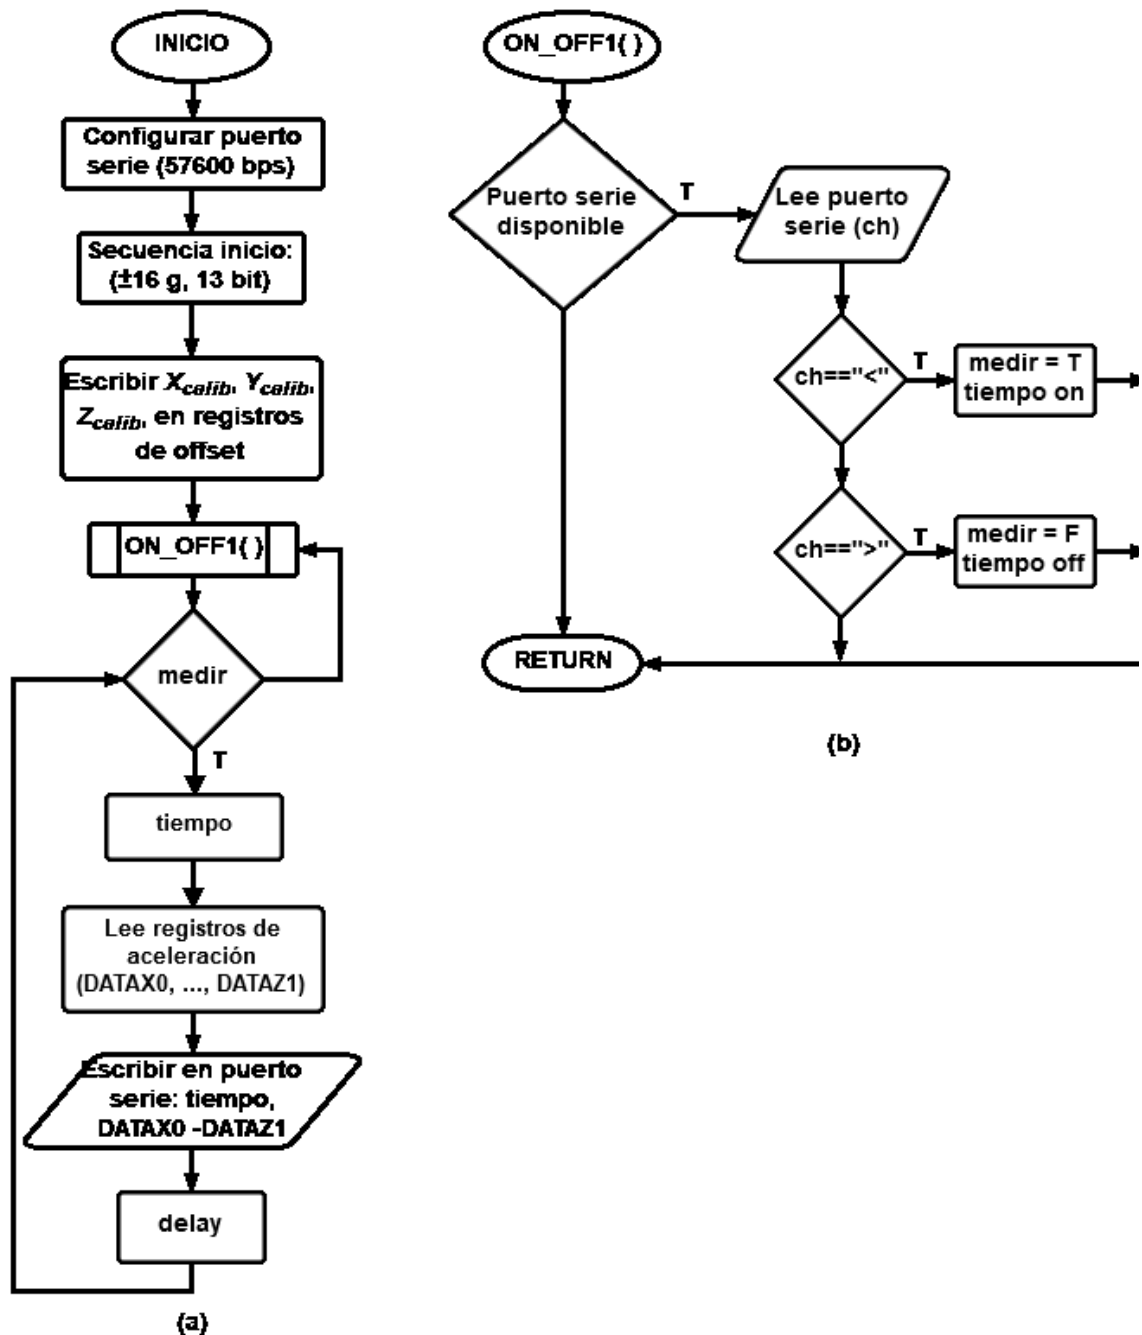 INICIO
Configurar puerto
serie (57600 bps)
Secuencia inicio:
(±16 g, 13 bit)
Escribir Xcalib, Ycalib,
Zcalib, en registros
de offset
ON_OFF1( )
medir
T
tiempo
Lee registros de
aceleración
(DATAX0, ..., DATAZ1)
Escribir en puerto
serie: tiempo,
DATAX0 -DATAZ1
delay
(a)
ON_OFF1( )
Puerto serie
disponible
T
Lee puerto
serie (ch)
ch=="<"
T
medir = T
tiempo on
ch==">"
T
medir = F
tiempo off
RETURN
(b)